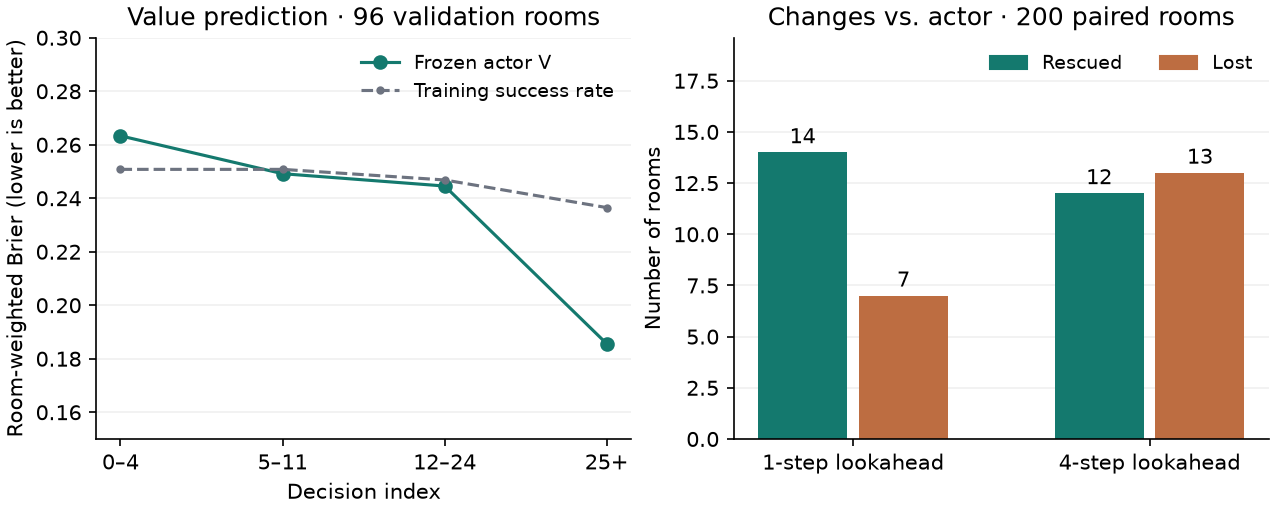 Value prediction · 96 validation rooms
Room-weighted Brier (lower is better)
0.30
0.28
0.26
0.24
0.22
0.20
0.18
0.16
Frozen actor V
Training success rate
0–4
5–11
12–24
25+
Decision index
Changes vs. actor · 200 paired rooms
Number of rooms
17.5
15.0
12.5
10.0
7.5
5.0
2.5
0.0
Rescued
Lost
14
7
12
13
1-step lookahead
4-step lookahead